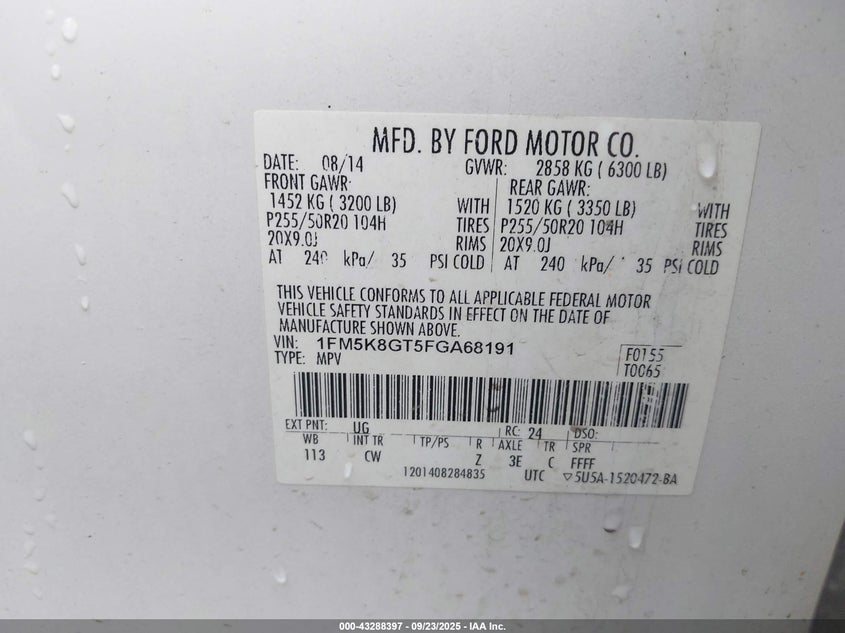 MFD. BY FORD MOTOR CO.
DATE: 08/14 GVWR: 2858 KG ( 6300 LB)
FRONT GAWR: REAR GAWR:
1452 KG ( 3200 LB) WITH 1520 KG ( 3350 LB) WITH
P255/50R20 104H TIRES P255/50R20 104H TIRES
20X9.0J RIMS 20X9.0J RIMS
AT 240 kPa/ 35 PSI COLD AT 240 kPa/ 35 PSI COLD
THIS VEHICLE CONFORMS TO ALL APPLICABLE FEDERAL MOTOR
VEHICLE SAFETY STANDARDS IN EFFECT ON THE DATE OF
MANUFACTURE SHOWN ABOVE.
VIN: 1FM5K8GT5FGA68191 F0155
TYPE: MPV T0065
EXT PNT: UG RC: 24 DSO:
WB INT TR TP/PS R AXLE TR SPR
113 CW Z 3E C FFFF
1201408284835 UTC ▽5U5A-1520472-BA
000-43288397 - 09/23/2025 - IAA Inc.